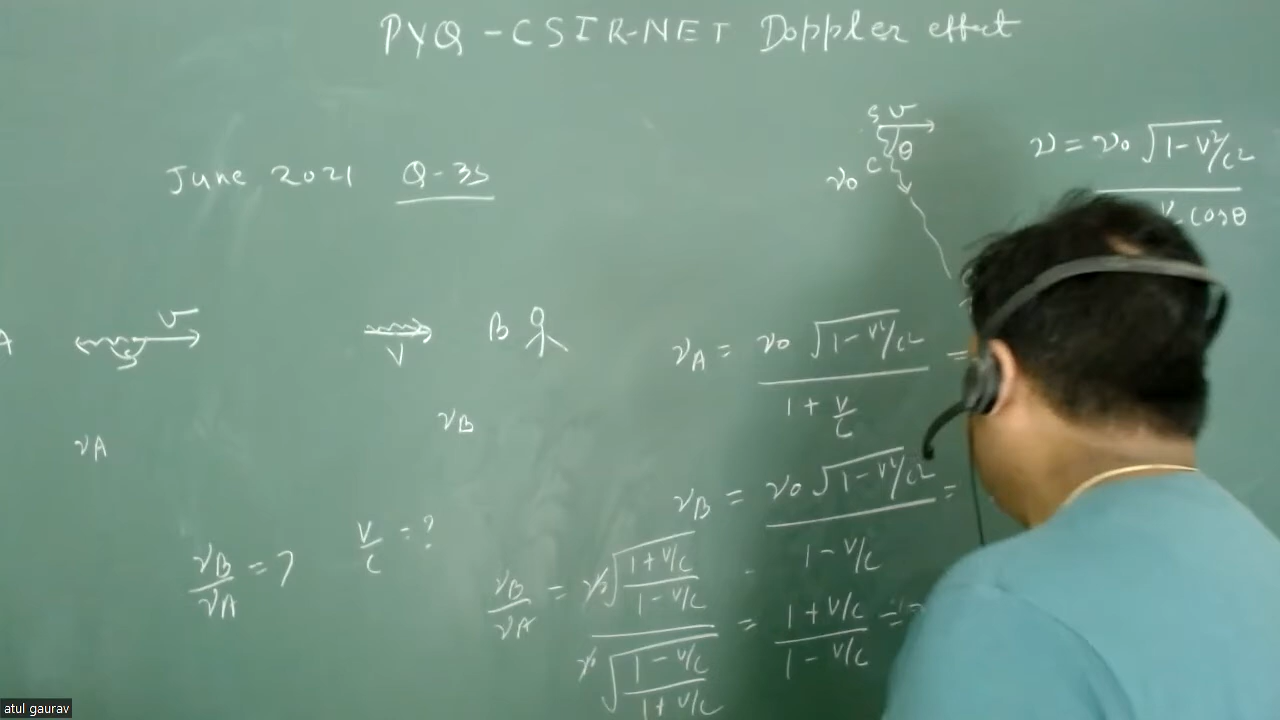 PYQ - CSIR-NET Doppler effect
June 2021 Q-35
S v
θ
C
ν0
ν = ν0 √1-v²/c²
cosθ
A
v
S
V
B
νA
νB
νA = ν0 √1-v²/c² / 1 + v/c =
νB = ν0 √1-v²/c² / 1 - v/c =
νB/νA = ?
v/c = ?
νB/νA = ν0 √(1+v/c / 1-v/c) / ν0 √(1-v/c / 1+v/c) = 1+v/c / 1-v/c =
atul gaurav